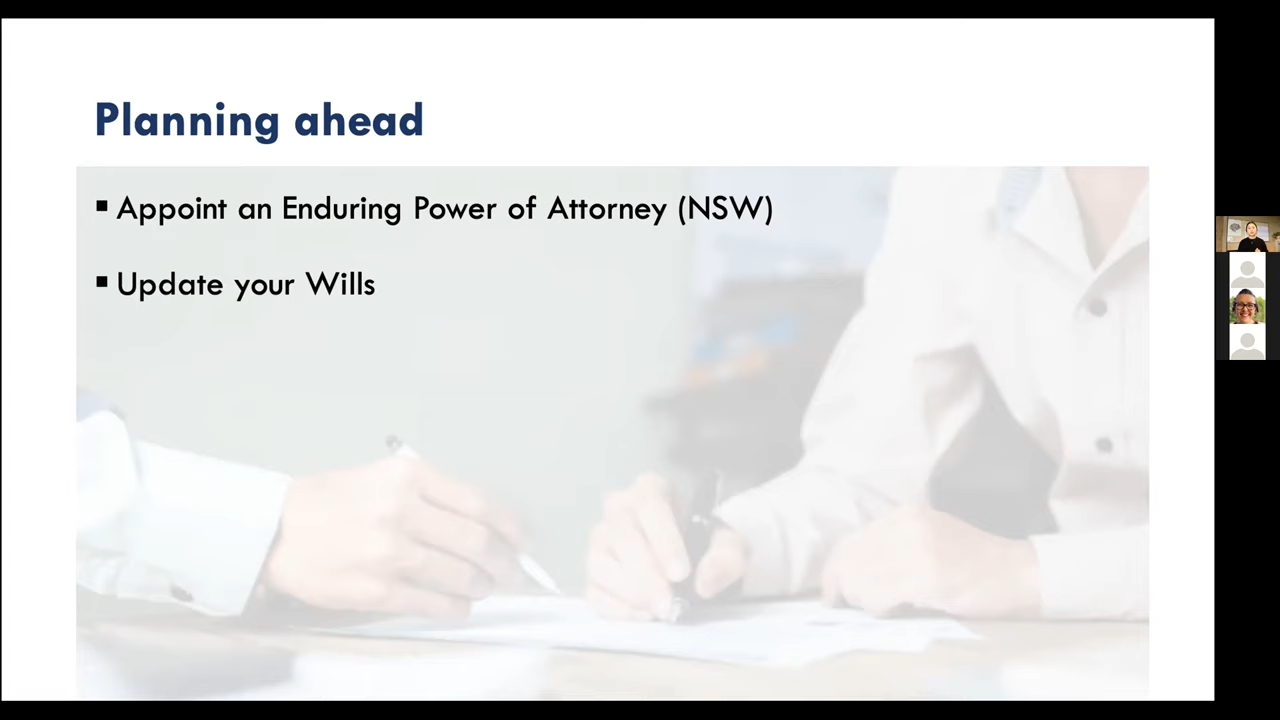 Planning ahead
▪ Appoint an Enduring Power of Attorney (NSW)
▪ Update your Wills